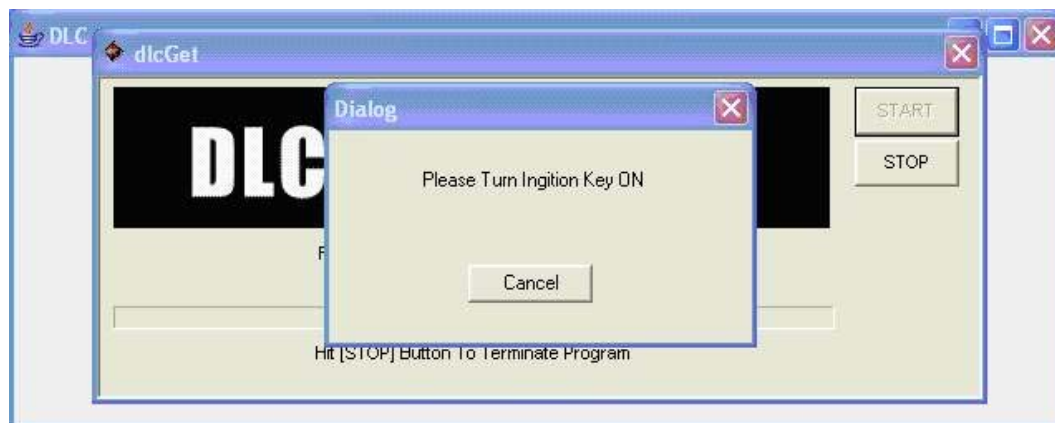 DLC
dlcGet
Dialog
DLC
START
STOP
Please Turn Ingition Key ON
Cancel
Hit [STOP] Button To Terminate Program